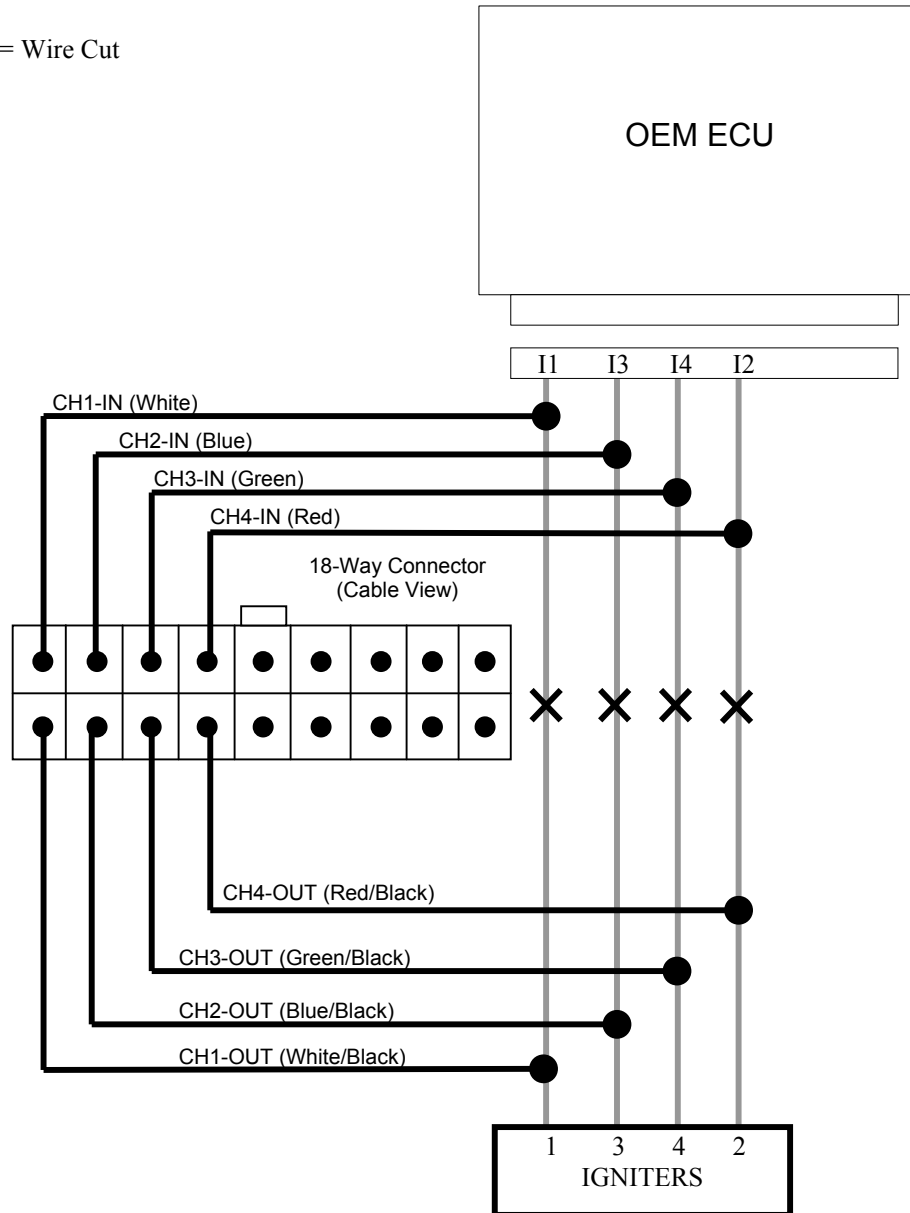 = Wire Cut
OEM ECU
I1 I3 I4 I2
CH1-IN (White)
CH2-IN (Blue)
CH3-IN (Green)
CH4-IN (Red)
18-Way Connector
(Cable View)
CH4-OUT (Red/Black)
CH3-OUT (Green/Black)
CH2-OUT (Blue/Black)
CH1-OUT (White/Black)
1 3 4 2
IGNITERS